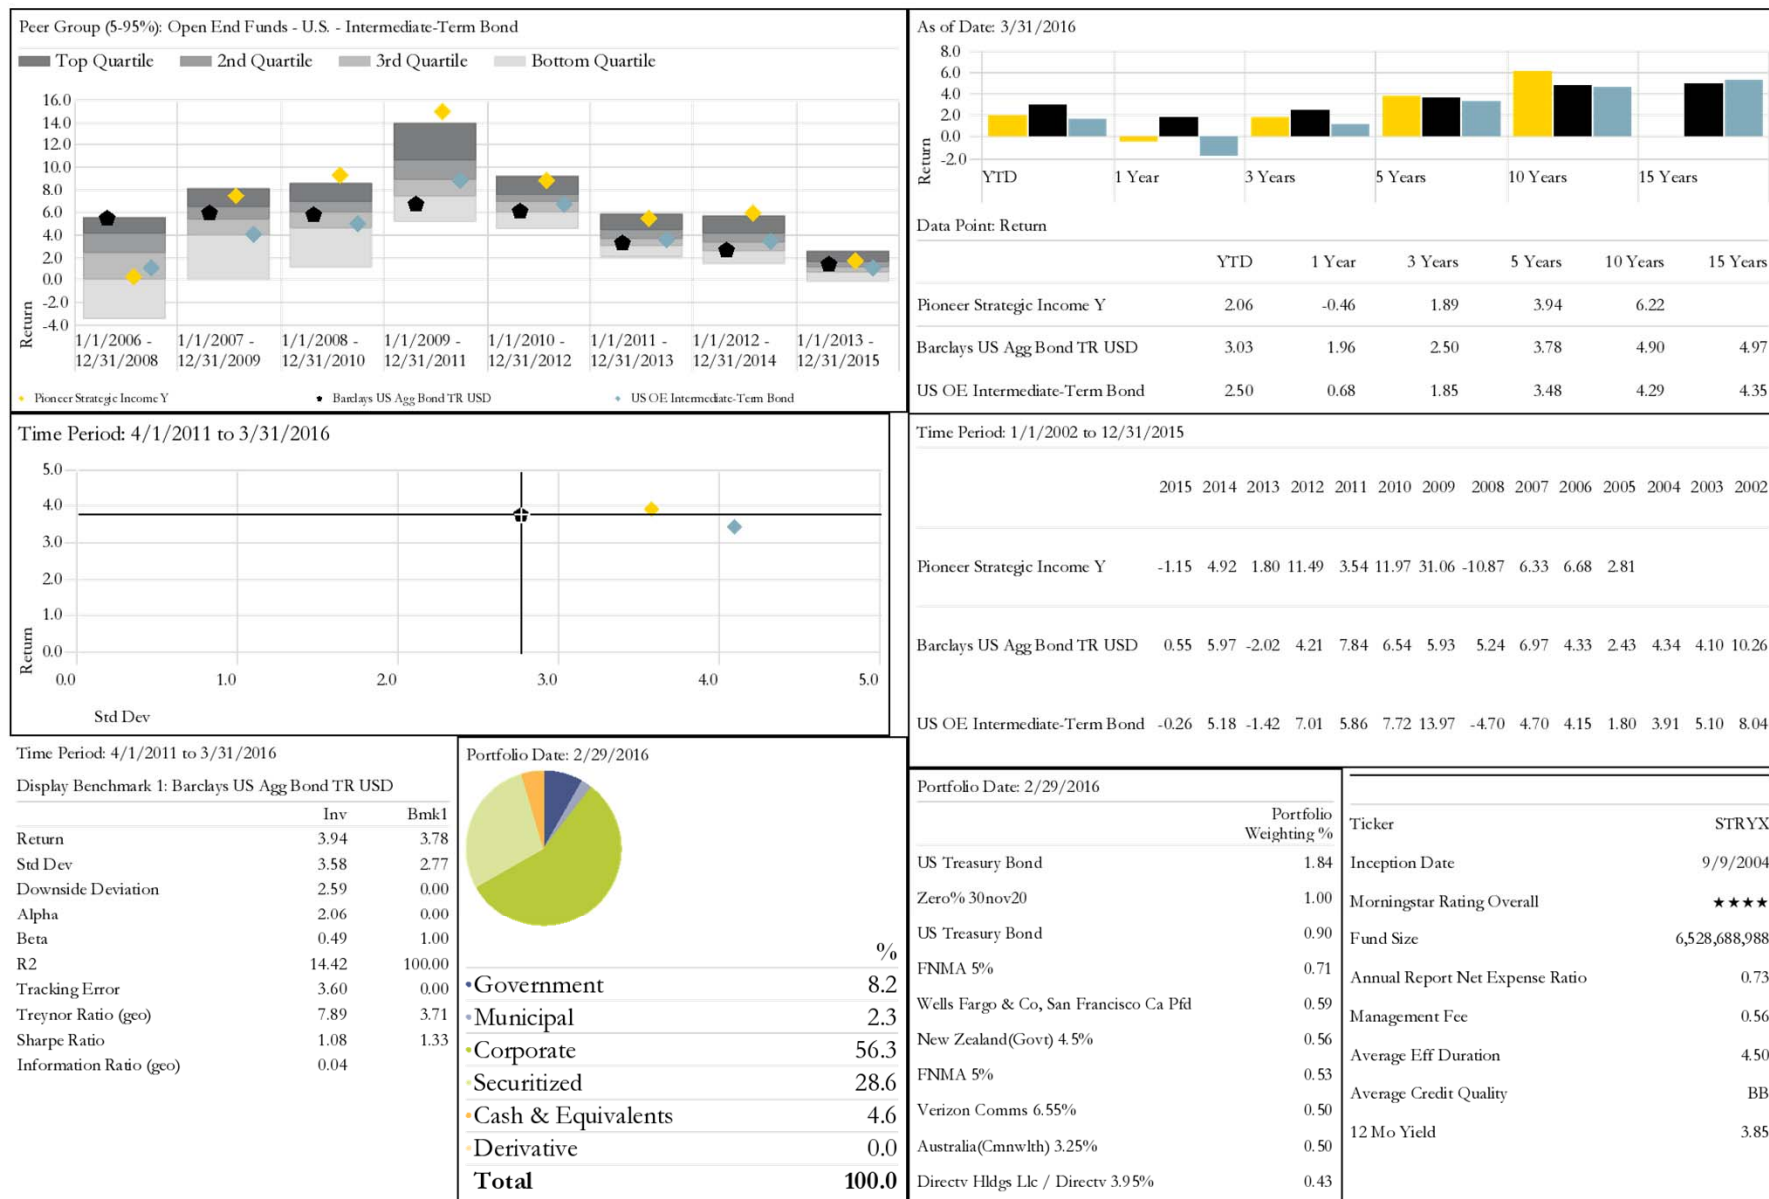 Peer Group (5-95%): Open End Funds - U.S. - Intermediate-Term Bond
Top Quartile 2nd Quartile 3rd Quartile Bottom Quartile
16.0
14.0
12.0
10.0
8.0
6.0
4.0
2.0
0.0
-2.0
-4.0
Return
1/1/2006 - 1/1/2007 - 1/1/2008 - 1/1/2009 - 1/1/2010 - 1/1/2011 - 1/1/2012 - 1/1/2013 -
12/31/2008 12/31/2009 12/31/2010 12/31/2011 12/31/2012 12/31/2013 12/31/2014 12/31/2015
Pioneer Strategic Income Y Barclays US Agg Bond TR USD US OE Intermediate-Term Bond
As of Date: 3/31/2016
8.0
6.0
4.0
2.0
0.0
-2.0
Return
YTD 1 Year 3 Years 5 Years 10 Years 15 Years
Data Point: Return
YTD 1 Year 3 Years 5 Years 10 Years 15 Years
Pioneer Strategic Income Y 2.06 -0.46 1.89 3.94 6.22
Barclays US Agg Bond TR USD 3.03 1.96 2.50 3.78 4.90 4.97
US OE Intermediate-Term Bond 2.50 0.68 1.85 3.48 4.29 4.35
Time Period: 4/1/2011 to 3/31/2016
5.0
4.0
3.0
2.0
1.0
0.0
Return
0.0 1.0 2.0 3.0 4.0 5.0
Std Dev
Time Period: 1/1/2002 to 12/31/2015
2015 2014 2013 2012 2011 2010 2009 2008 2007 2006 2005 2004 2003 2002
Pioneer Strategic Income Y -1.15 4.92 1.80 11.49 3.54 11.97 31.06 -10.87 6.33 6.68 2.81
Barclays US Agg Bond TR USD 0.55 5.97 -2.02 4.21 7.84 6.54 5.93 5.24 6.97 4.33 2.43 4.34 4.10 10.26
US OE Intermediate-Term Bond -0.26 5.18 -1.42 7.01 5.86 7.72 13.97 -4.70 4.70 4.15 1.80 3.91 5.10 8.04
Time Period: 4/1/2011 to 3/31/2016
Display Benchmark 1: Barclays US Agg Bond TR USD
Inv Bmk1
Return 3.94 3.78
Std Dev 3.58 2.77
Downside Deviation 2.59 0.00
Alpha 2.06 0.00
Beta 0.49 1.00
R2 14.42 100.00
Tracking Error 3.60 0.00
Treynor Ratio (geo) 7.89 3.71
Sharpe Ratio 1.08 1.33
Information Ratio (geo) 0.04
Portfolio Date: 2/29/2016
%
•Government 8.2
•Municipal 2.3
•Corporate 56.3
•Securitized 28.6
•Cash & Equivalents 4.6
•Derivative 0.0
Total 100.0
Portfolio Date: 2/29/2016
Portfolio
Weighting %
US Treasury Bond 1.84
Zero% 30nov20 1.00
US Treasury Bond 0.90
FNMA 5% 0.71
Wells Fargo & Co, San Francisco Ca Pfd 0.59
New Zealand(Govt) 4.5% 0.56
FNMA 5% 0.53
Verizon Comms 6.55% 0.50
Australia(Cmnwlth) 3.25% 0.50
Directv Hldgs Llc / Directv 3.95% 0.43
Ticker STRYX
Inception Date 9/9/2004
Morningstar Rating Overall ★★★★
Fund Size 6,528,688,988
Annual Report Net Expense Ratio 0.73
Management Fee 0.56
Average Eff Duration 4.50
Average Credit Quality BB
12 Mo Yield 3.85